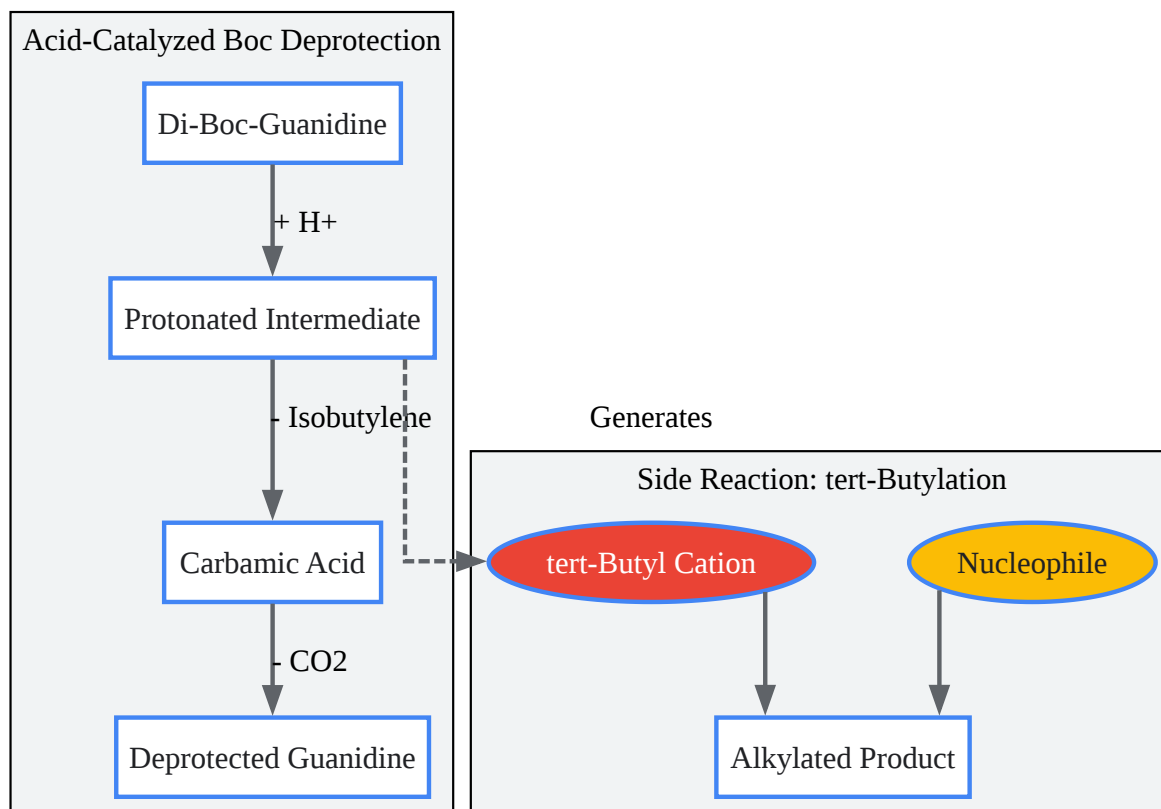 Acid-Catalyzed Boc Deprotection
Di-Boc-Guanidine
+ H+
Protonated Intermediate
- Isobutylene
Generates
Side Reaction: tert-Butylation
Carbamic Acid
tert-Butyl Cation
Nucleophile
- CO2
Deprotected Guanidine
Alkylated Product